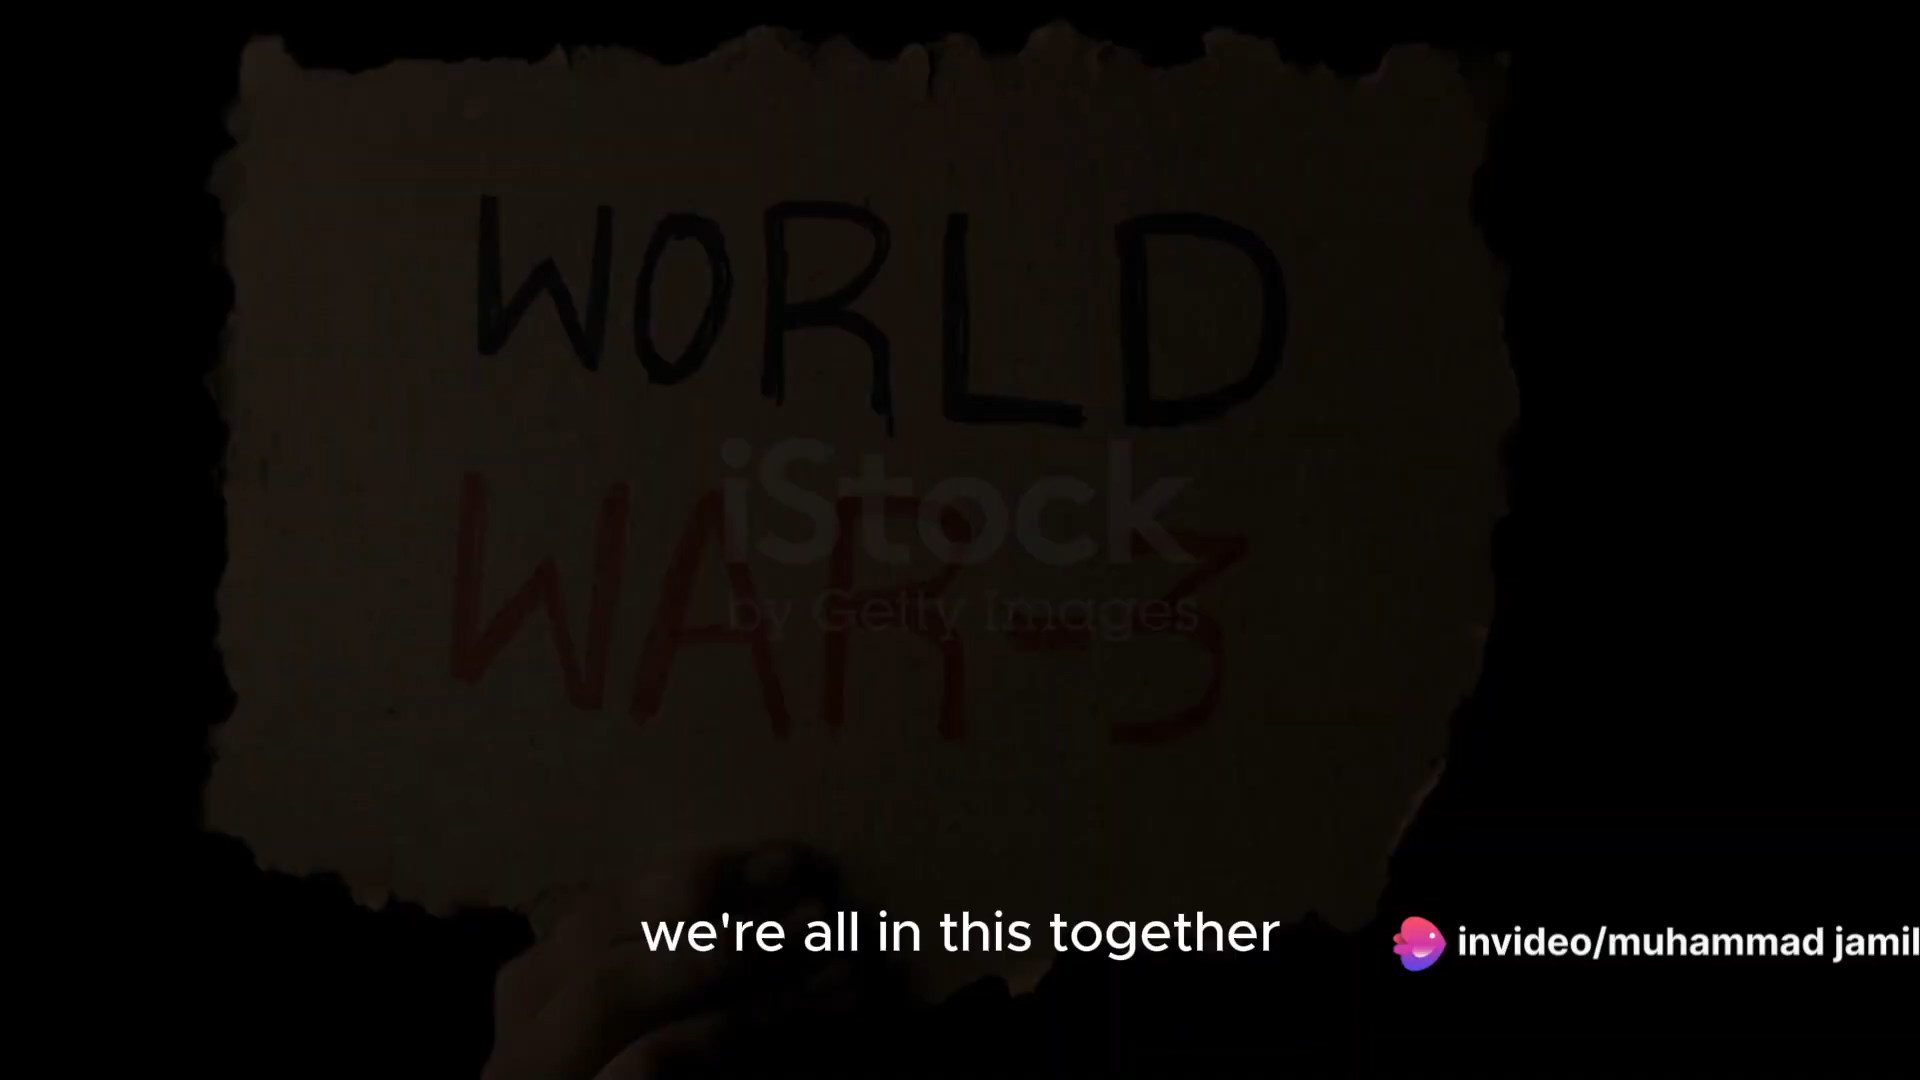 WORLD
WAR-3
iStock
by Getty Images
we're all in this together
invideo/muhammad jamil